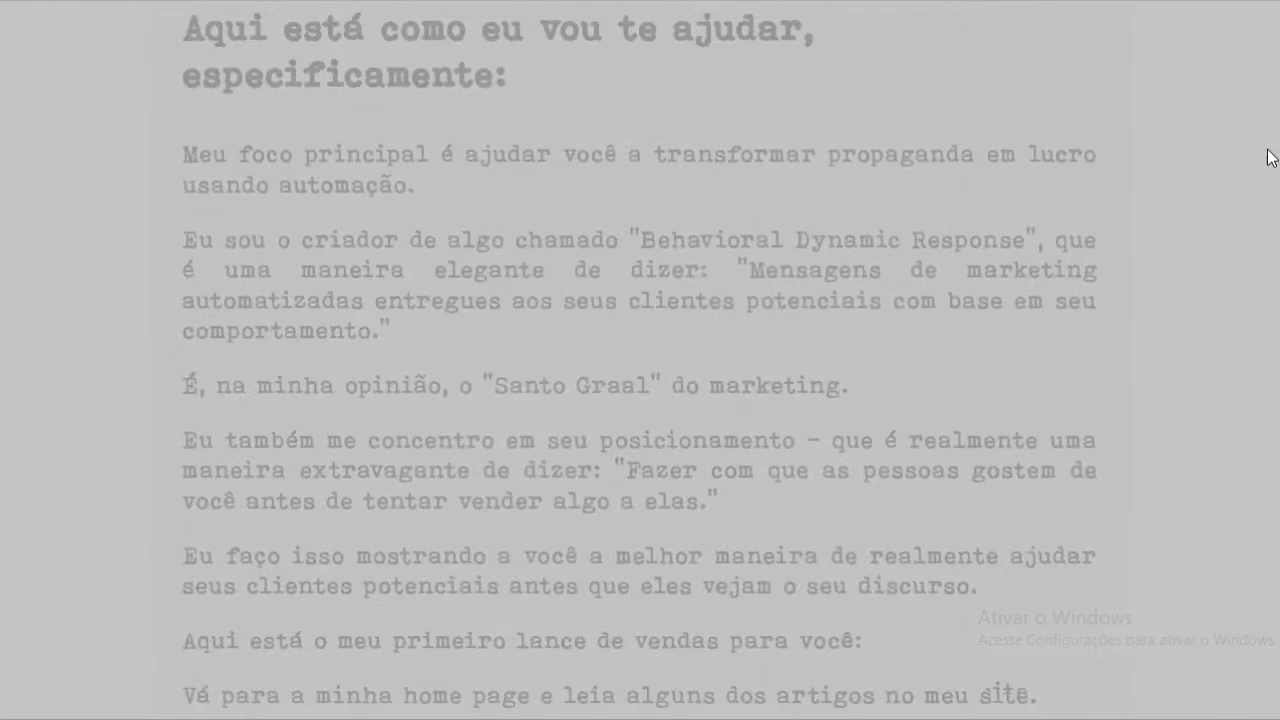 Aqui está como eu vou te ajudar,
especificamente:
Meu foco principal é ajudar você a transformar propaganda em lucro
usando automação.
Eu sou o criador de algo chamado "Behavioral Dynamic Response", que
é uma maneira elegante de dizer: "Mensagens de marketing
automatizadas entregues aos seus clientes potenciais com base em seu
comportamento."
É, na minha opinião, o "Santo Graal" do marketing.
Eu também me concentro em seu posicionamento - que é realmente uma
maneira extravagante de dizer: "Fazer com que as pessoas gostem de
você antes de tentar vender algo a elas."
Eu faço isso mostrando a você a melhor maneira de realmente ajudar
seus clientes potenciais antes que eles vejam o seu discurso.
Aqui está o meu primeiro lance de vendas para você:
Vá para a minha home page e leia alguns dos artigos no meu site.
Ativar o Windows
Acesse Configurações para ativar o Windows.